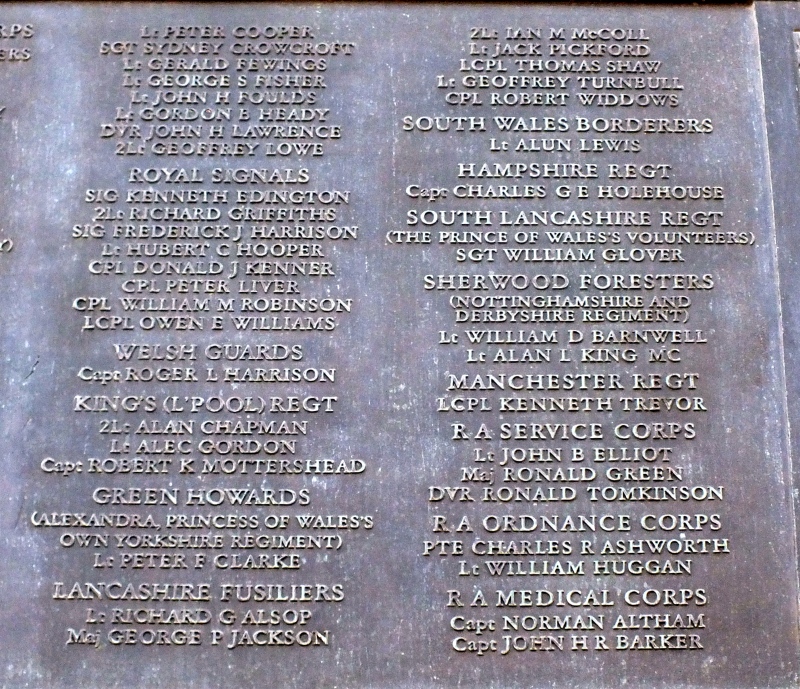 RPS
ERS
Lt PETER COOPER
SGT SYDNEY CROWCROFT
Lt GERALD FEWINGS
Lt GEORGE S FISHER
Lt JOHN H FOULDS
Lt GORDON B HEADY
DVR JOHN H LAWRENCE
2Lt GEOFFREY LOWE
ROYAL SIGNALS
SIG KENNETH EDINGTON
2Lt RICHARD GRIFFITHS
SIG FREDERICK J HARRISON
Lt HUBERT C HOOPER
CPL DONALD J KENNER
CPL PETER LIVER
CPL WILLIAM M ROBINSON
LCPL OWEN E WILLIAMS
WELSH GUARDS
Capt ROGER L HARRISON
KING'S (L'POOL) REGT
2Lt ALAN CHAPMAN
Lt ALEC GORDON
Capt ROBERT K MOTTERSHEAD
GREEN HOWARDS
(ALEXANDRA, PRINCESS OF WALES'S
OWN YORKSHIRE REGIMENT)
Lt PETER F CLARKE
LANCASHIRE FUSILIERS
Lt RICHARD G ALSOP
Maj GEORGE P JACKSON
2Lt IAN M McCOLL
Lt JACK PICKFORD
LCPL THOMAS SHAW
Lt GEOFFREY TURNBULL
CPL ROBERT WIDDOWS
SOUTH WALES BORDERERS
Lt ALUN LEWIS
HAMPSHIRE REGT
Capt CHARLES G E HOLEHOUSE
SOUTH LANCASHIRE REGT
(THE PRINCE OF WALES'S VOLUNTEERS)
SGT WILLIAM GLOVER
SHERWOOD FORESTERS
(NOTTINGHAMSHIRE AND
DERBYSHIRE REGIMENT)
Lt WILLIAM D BARNWELL
Lt ALAN L KING MC
MANCHESTER REGT
LCPL KENNETH TREVOR
R A SERVICE CORPS
Lt JOHN B ELLIOT
Maj RONALD GREEN
DVR RONALD TOMKINSON
R A ORDNANCE CORPS
PTE CHARLES R ASHWORTH
Lt WILLIAM HUGGAN
R A MEDICAL CORPS
Capt NORMAN ALTHAM
Capt JOHN H R BARKER